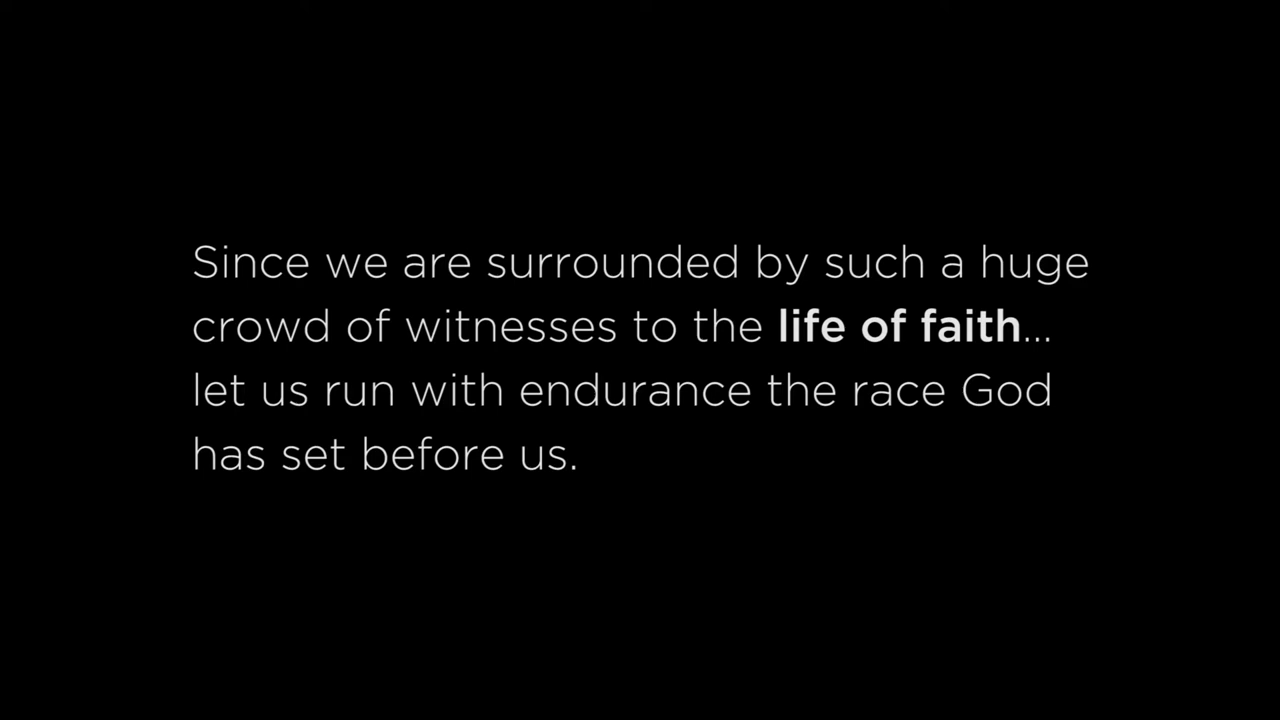 Since we are surrounded by such a huge
crowd of witnesses to the life of faith...
let us run with endurance the race God
has set before us.